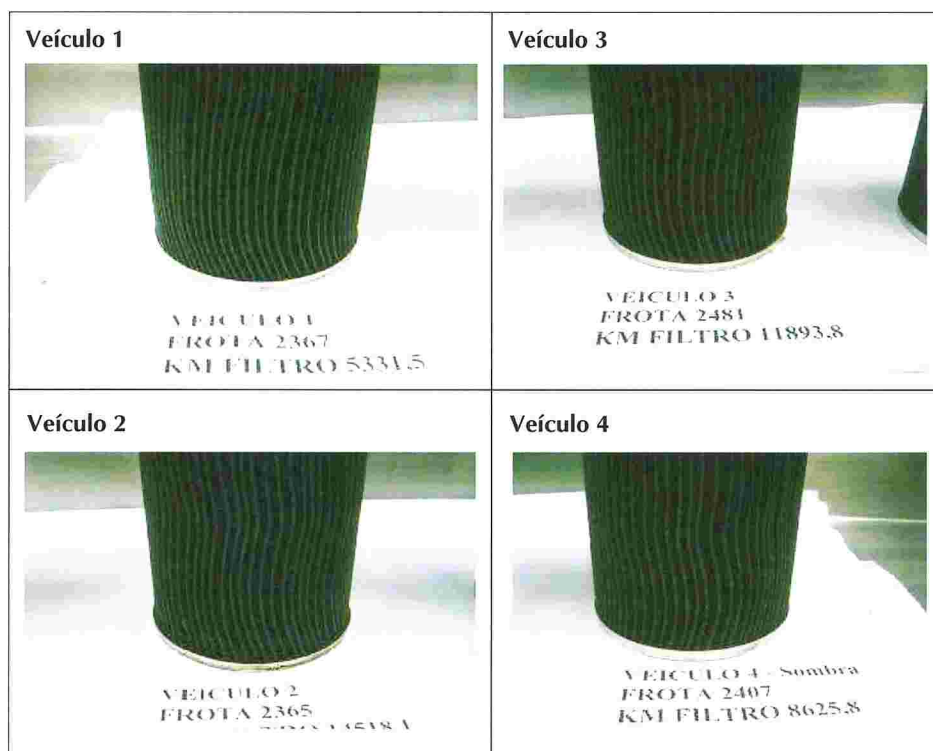 Veículo 1
VEICULO 1
FROTA 2367
KM FILTRO 5331,5
Veículo 3
VEICULO 3
FROTA 2481
KM FILTRO 11893,8
Veículo 2
VEICULO 2
FROTA 2365
Veículo 4
VEICULO 4 - Sombra
FROTA 2407
KM FILTRO 8625,8